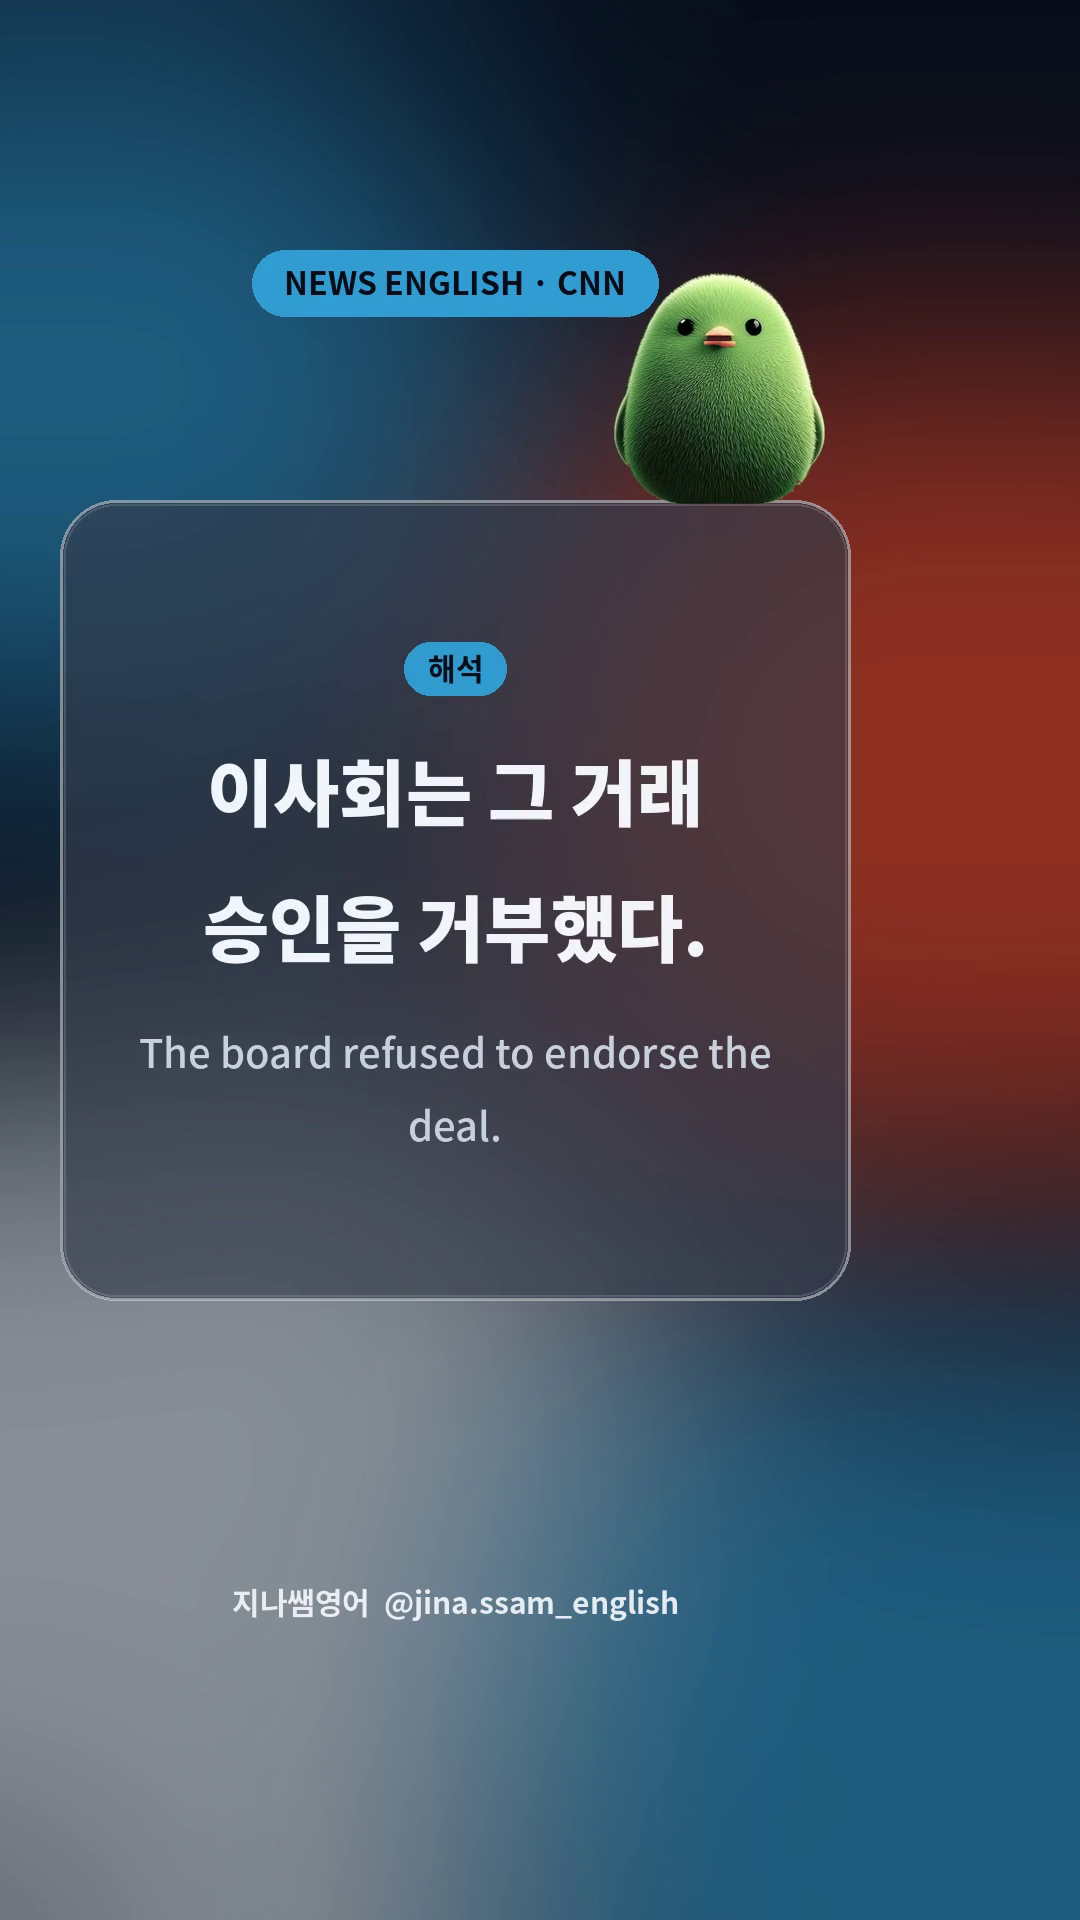 NEWS ENGLISH · CNN
해석
이사회는 그 거래
승인을 거부했다.
The board refused to endorse the
deal.
지나쌤영어 @jina.ssam_english